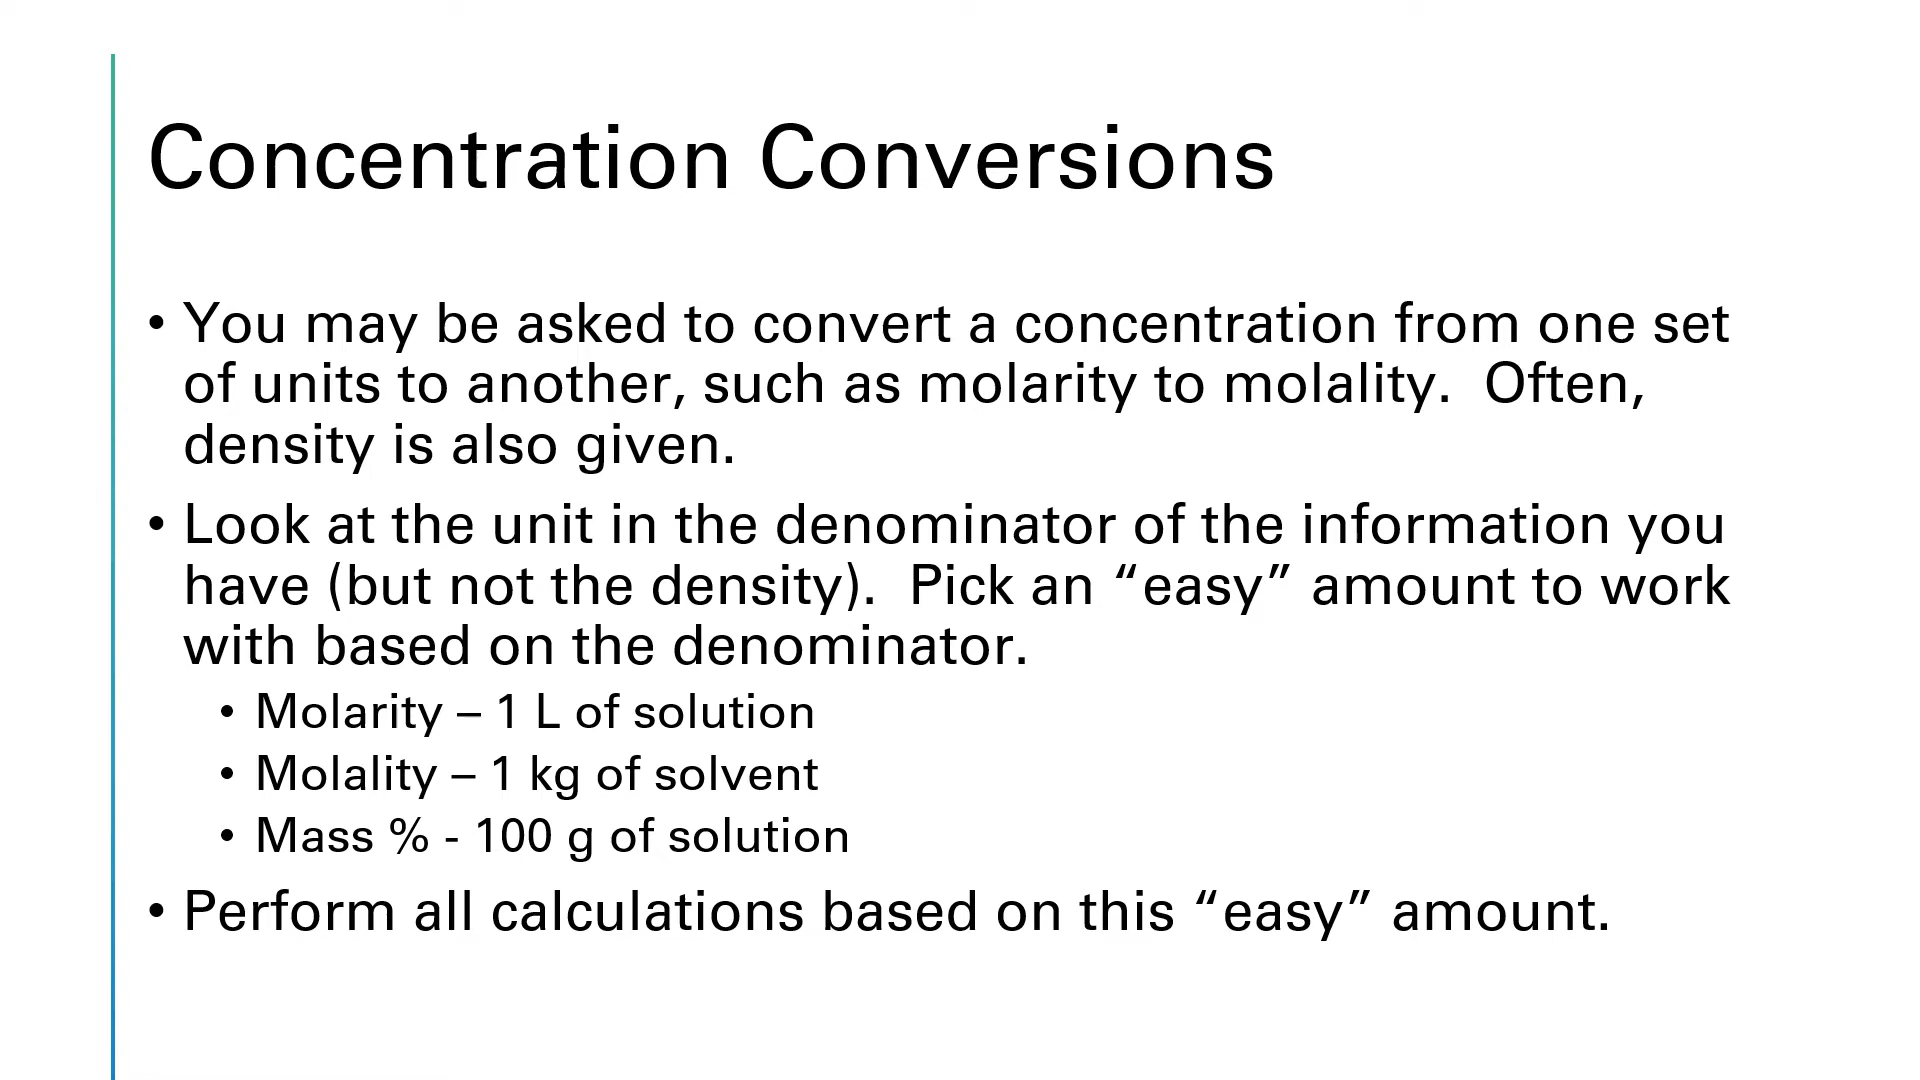 Concentration Conversions
• You may be asked to convert a concentration from one set
of units to another, such as molarity to molality.  Often,
density is also given.
• Look at the unit in the denominator of the information you
have (but not the density).  Pick an “easy” amount to work
with based on the denominator.
• Molarity – 1 L of solution
• Molality – 1 kg of solvent
• Mass % - 100 g of solution
• Perform all calculations based on this “easy” amount.